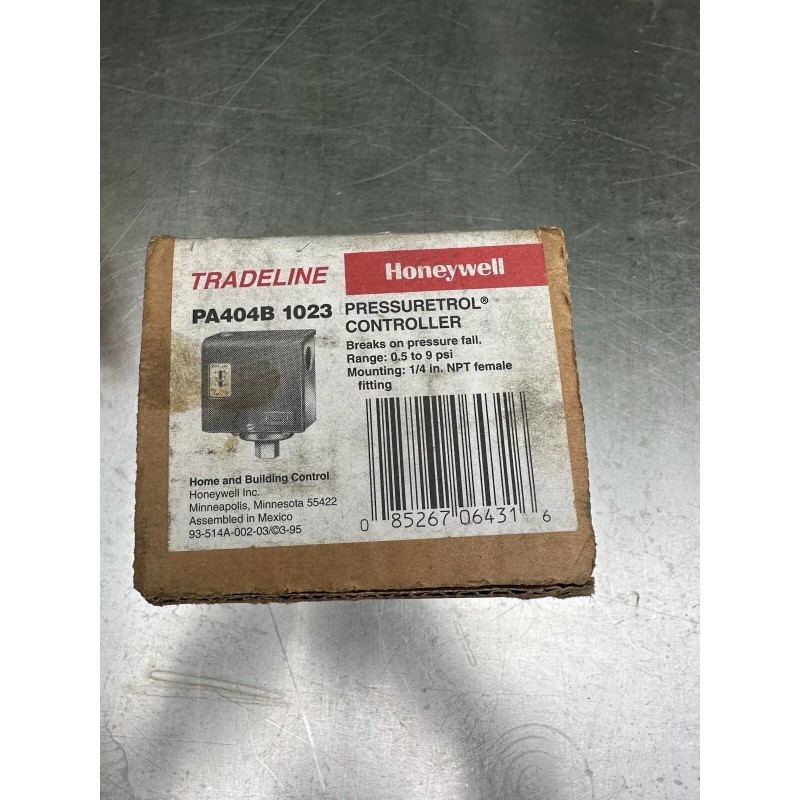 TRADELINE
Honeywell
PA404B 1023
PRESSURETROL®
CONTROLLER
Breaks on pressure fall.
Range: 0.5 to 9 psi
Mounting: 1/4 in. NPT female
fitting
Home and Building Control
Honeywell Inc.
Minneapolis, Minnesota 55422
Assembled in Mexico
93-514A-002-03/©3-95
0 85267 06431 6